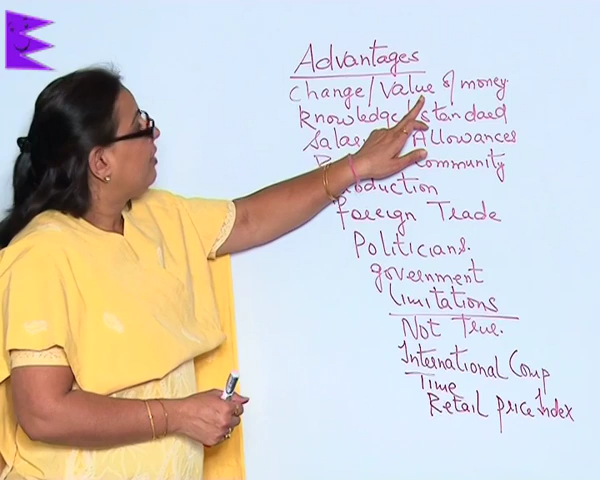 Advantages
Change/Value of money
Knowledge standard
Allowances
Community
Foreign Trade
Politicians.
government
Limitations
Not True.
International Comp
Time
Retail price Index